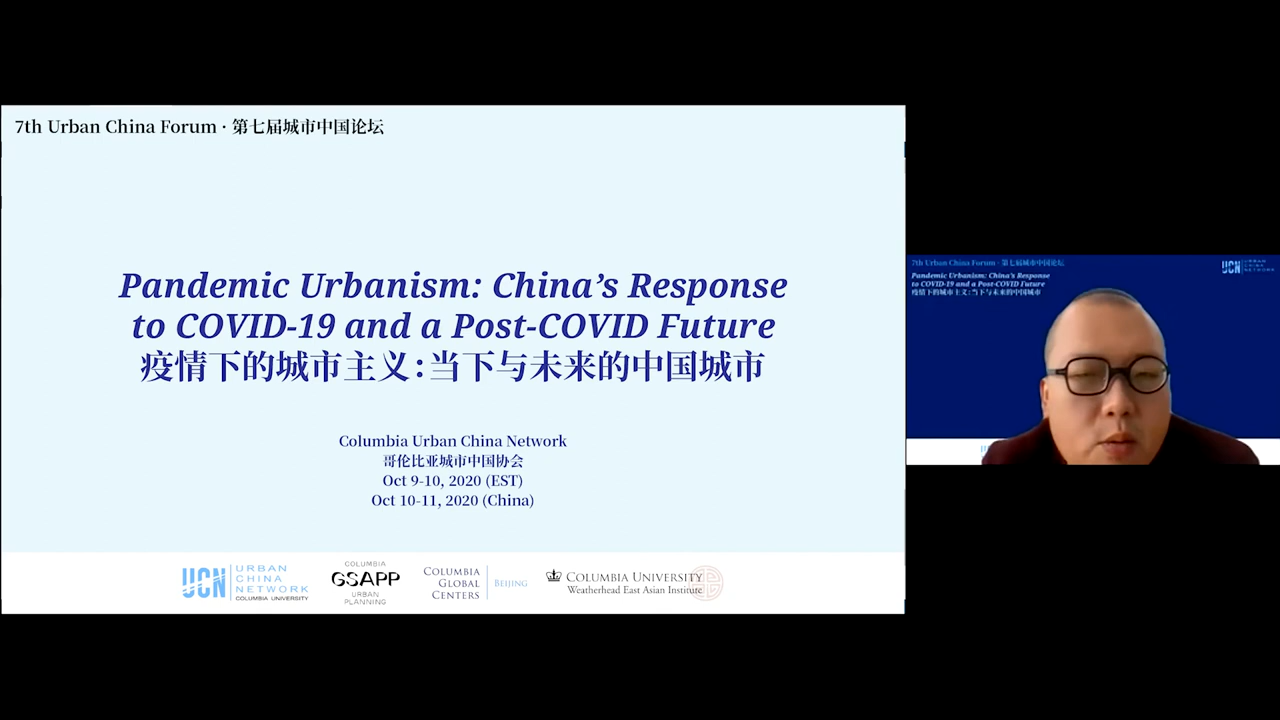 7th Urban China Forum · 第七届城市中国论坛
Pandemic Urbanism: China's Response
to COVID-19 and a Post-COVID Future
疫情下的城市主义：当下与未来的中国城市
Columbia Urban China Network
哥伦比亚城市中国协会
Oct 9-10, 2020 (EST)
Oct 10-11, 2020 (China)
UCN
URBAN
CHINA
NETWORK
COLUMBIA UNIVERSITY
COLUMBIA
GSAPP
URBAN
PLANNING
COLUMBIA
GLOBAL
CENTERS
BEIJING
COLUMBIA UNIVERSITY
Weatherhead East Asian Institute
7th Urban China Forum · 第七届城市中国论坛
Pandemic Urbanism: China's Response
to COVID-19 and a Post-COVID Future
疫情下的城市主义：当下与未来的中国城市
UCN
URBAN
CHINA
NETWORK